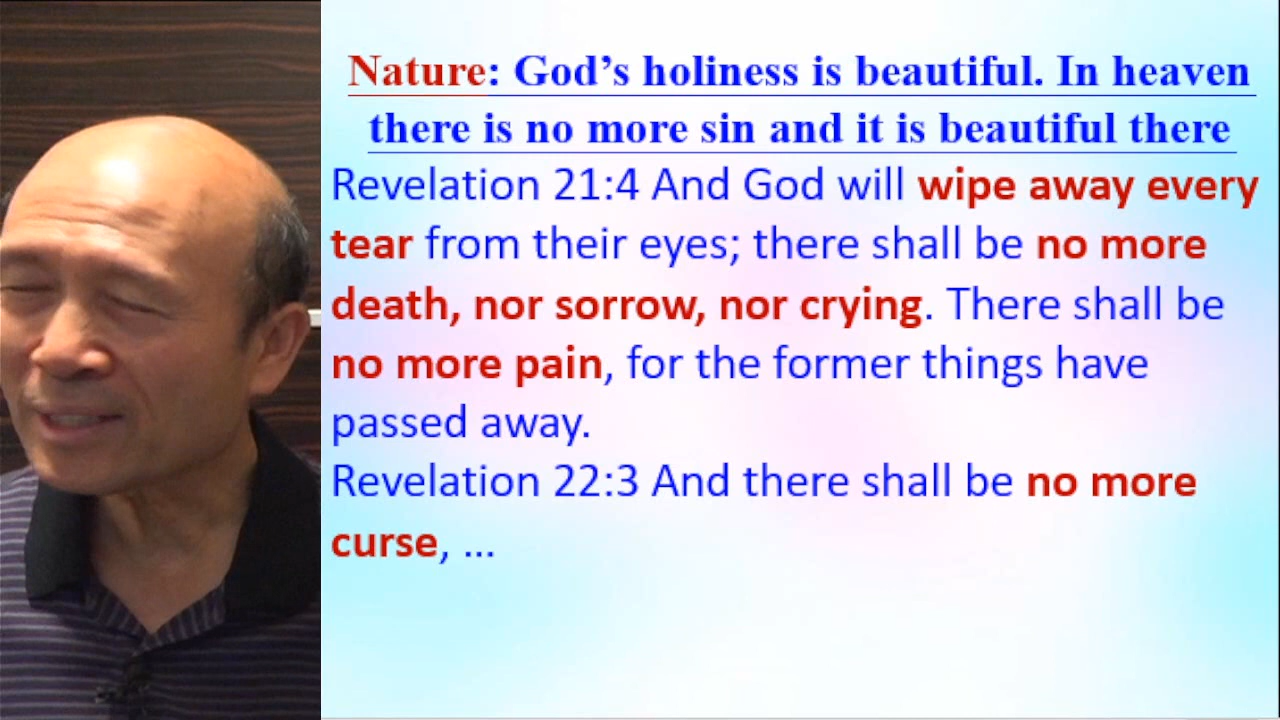 Nature: God’s holiness is beautiful. In heaven
there is no more sin and it is beautiful there
Revelation 21:4 And God will wipe away every
tear from their eyes; there shall be no more
death, nor sorrow, nor crying. There shall be
no more pain, for the former things have
passed away.
Revelation 22:3 And there shall be no more
curse, ...